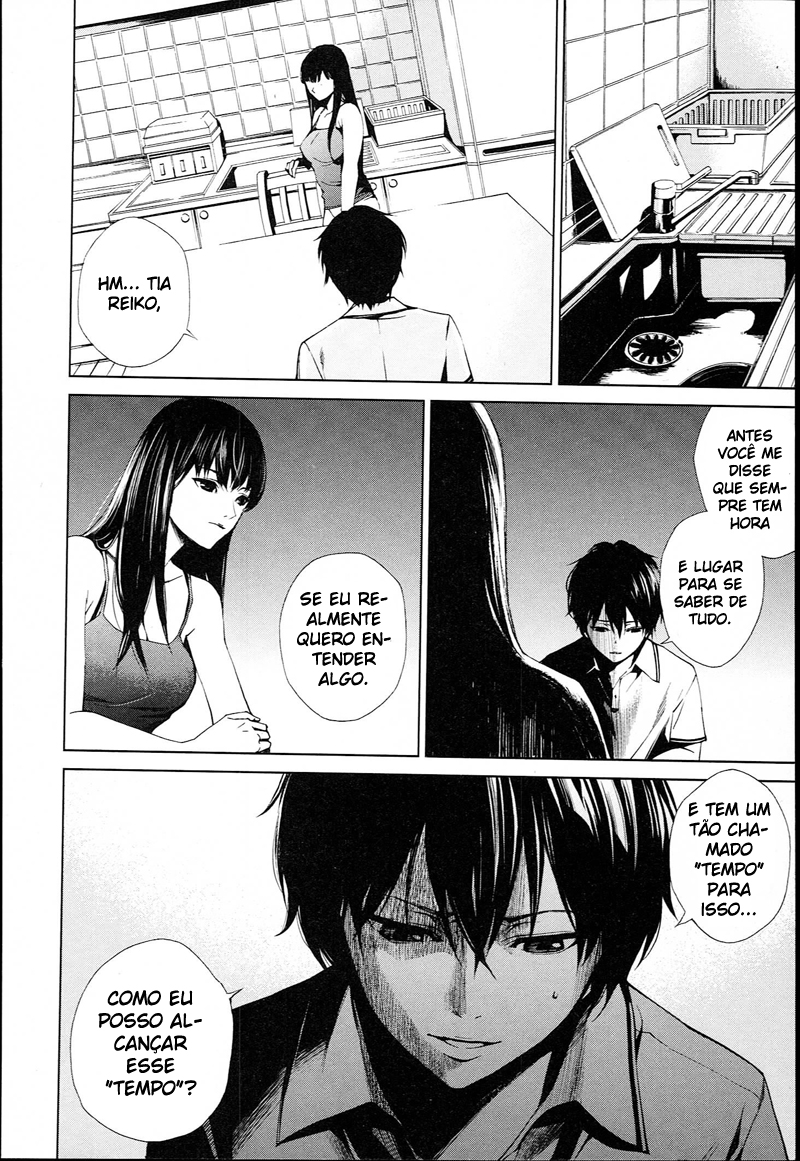 HM... TIA
REIKO,
ANTES
VOCÊ ME
DISSE
QUE SEM-
PRE TEM
HORA
E LUGAR
PARA SE
SABER DE
TUDO.
SE EU RE-
ALMENTE
QUERO EN-
TENDER
ALGO.
E TEM UM
TÃO CHA-
MADO
"TEMPO"
PARA
ISSO...
COMO EU
POSSO AL-
CANÇAR
ESSE
"TEMPO"?